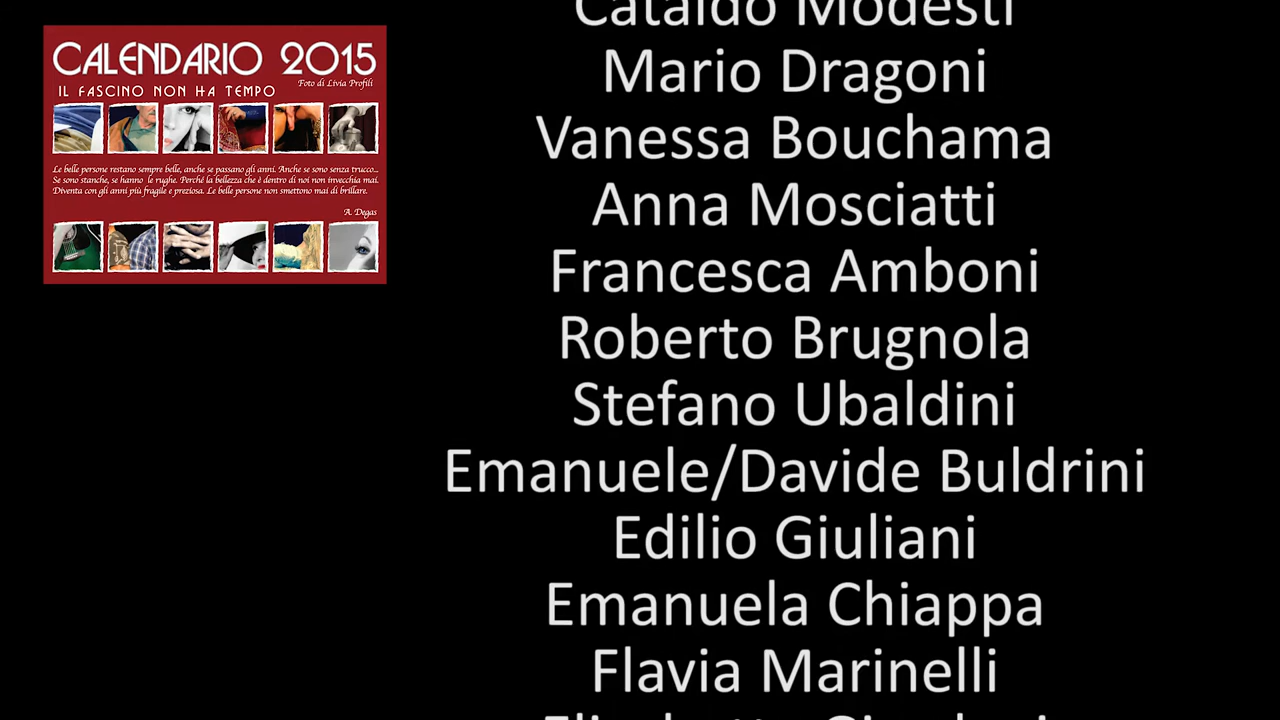 CALENDARIO 2015
Foto di Livia Profili
IL FASCINO NON HA TEMPO
Le belle persone restano sempre belle, anche se passano gli anni. Anche se sono senza trucco...
Se sono stanche, se hanno le rughe. Perché la bellezza che è dentro di noi non invecchia mai.
Diventa con gli anni più fragile e preziosa. Le belle persone non smettono mai di brillare.
A. Degas
Cataldo Modesti
Mario Dragoni
Vanessa Bouchama
Anna Mosciatti
Francesca Amboni
Roberto Brugnola
Stefano Ubaldini
Emanuele/Davide Buldrini
Edilio Giuliani
Emanuela Chiappa
Flavia Marinelli